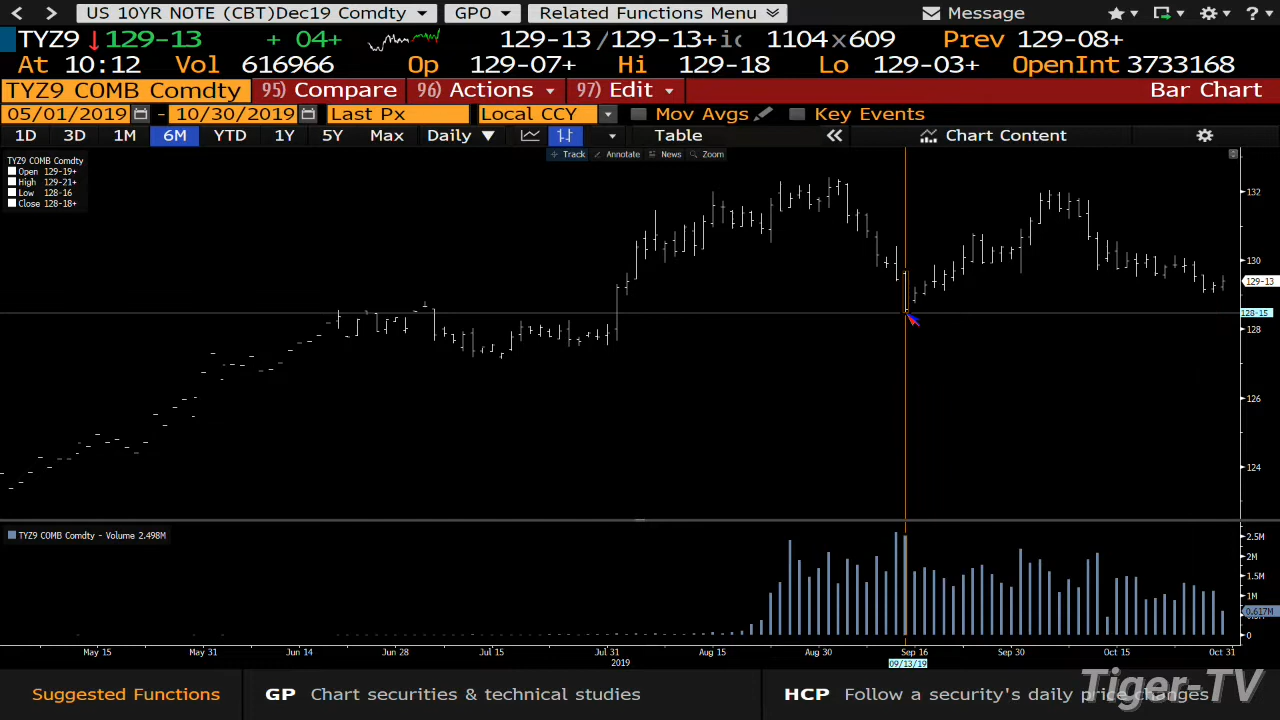 US 10YR NOTE (CBT)Dec19 Comdty GPO Related Functions Menu Message ?
TYZ9 129-13 + 04+ 129-13 /129-13+ic 1104x609 Prev 129-08+
At 10:12 Vol 616966 Op 129-07+ Hi 129-18 Lo 129-03+ OpenInt 3733168
TYZ9 COMB Comdty 95) Compare 96) Actions 97) Edit Bar Chart
05/01/2019 - 10/30/2019 Last Px Local CCY Mov Avgs Key Events
1D 3D 1M 6M YTD 1Y 5Y Max Daily Table « Chart Content
Track Annotate News Zoom
TYZ9 COMB Comdty
Open 129-19+
High 129-21+
Low 128-16
Close 128-18+
132
130
129-13
128-15
128
126
124
TYZ9 COMB Comdty - Volume 2.498M
2.5M
2M
1.5M
1M
0.617M
0
May 15 May 31 Jun 14 Jun 28 Jul 15 Jul 31 Aug 15 Aug 30 Sep 16 Sep 30 Oct 15 Oct 31
2019 09/13/19
Suggested Functions GP Chart securities & technical studies HCP Follow a security's daily price changes
Tiger-TV